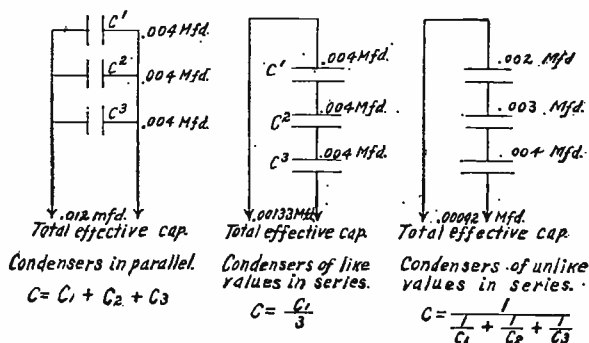 C' .004 Mfd.
C² .004 Mfd.
C³ .004 Mfd.
.012 mfd.
Total effective cap.
Condensers in parallel.
C = C₁ + C₂ + C₃
C' .004 Mfd.
C² .004 Mfd.
C³ .004 Mfd.
.00133 Mfd.
Total effective cap.
Condensers of like
values in series.
C = C₁/3
.002 Mfd
.003 Mfd.
.004 Mfd.
.00092 Mfd.
Total effective cap.
Condensers of unlike
values in series.
C = 1/(1/C₁ + 1/C₂ + 1/C₃)